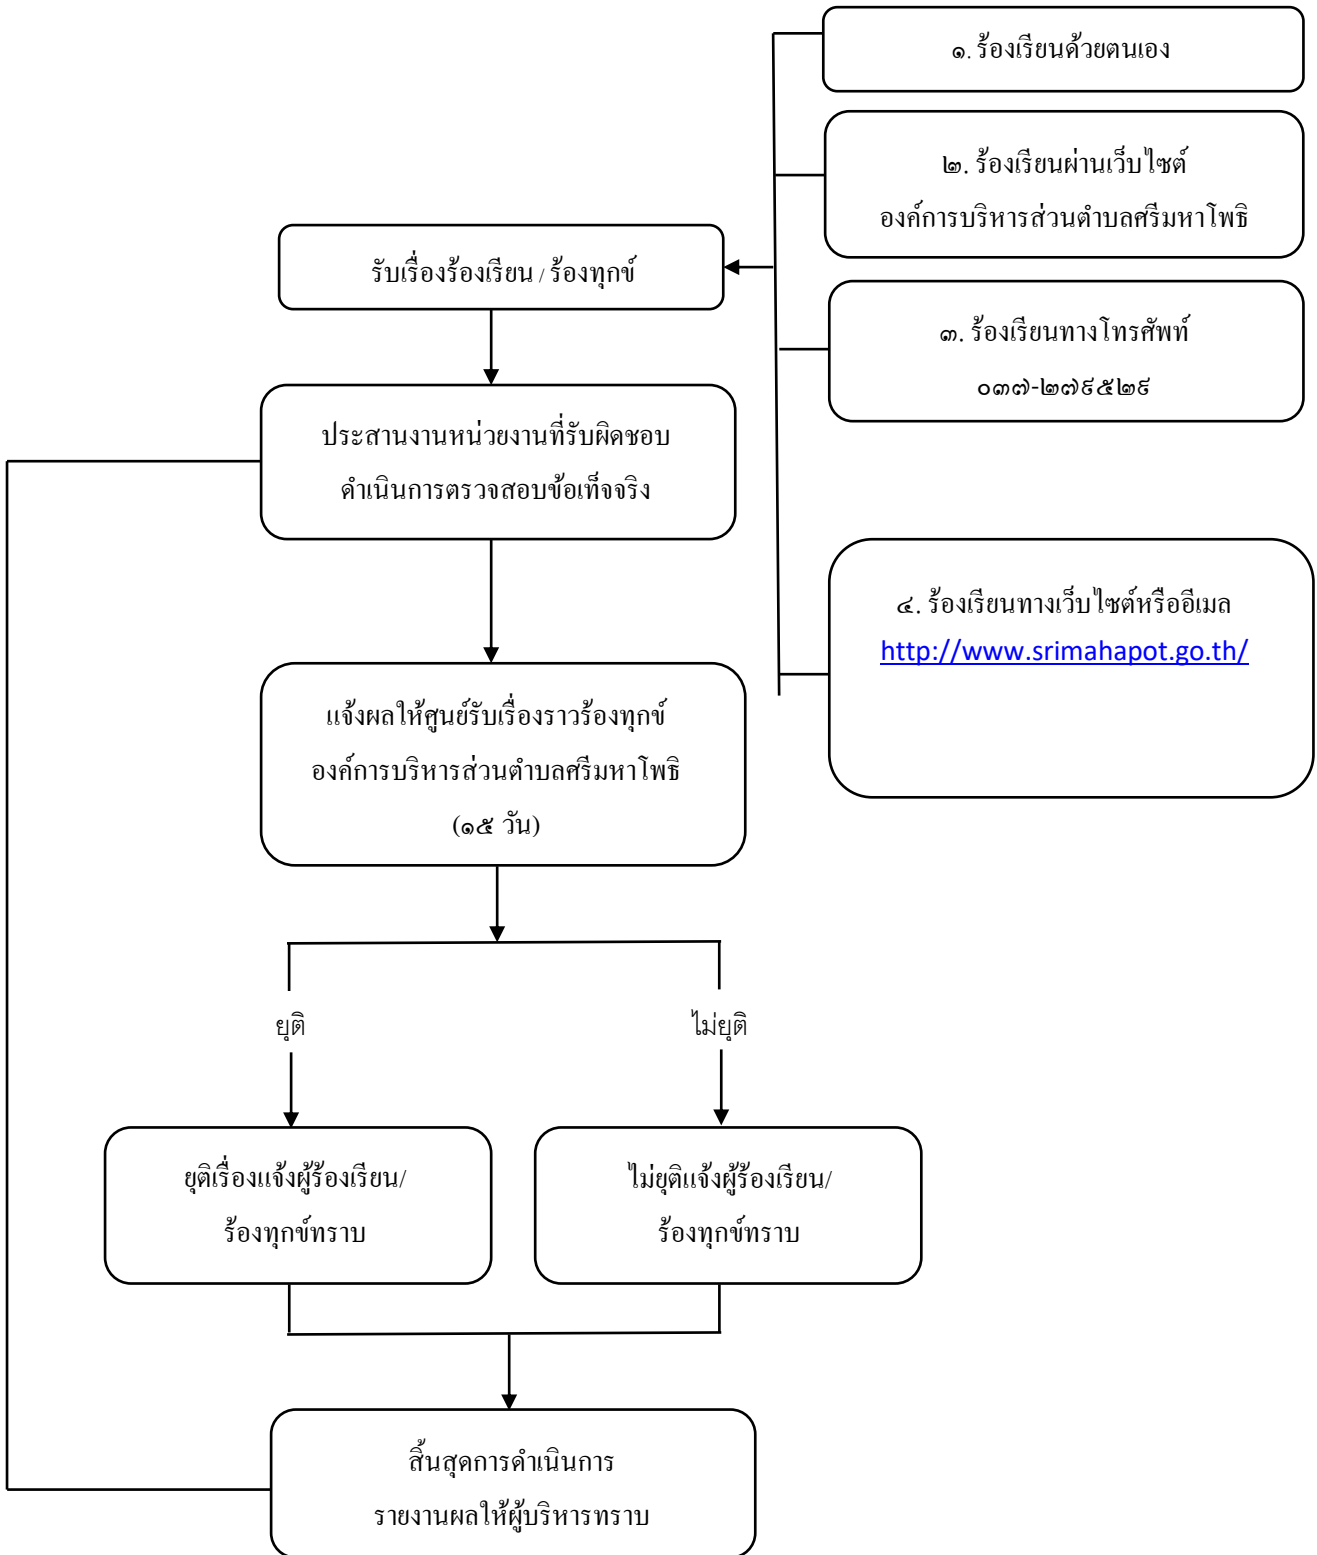 ๑. ร้องเรียนด้วยตนเอง
๒. ร้องเรียนผ่านเว็บไซต์
องค์การบริหารส่วนตำบลศรีมหาโพธิ
รับเรื่องร้องเรียน / ร้องทุกข์
๓. ร้องเรียนทางโทรศัพท์
๐๓๗-๒๗๙๕๒๙
ประสานงานหน่วยงานที่รับผิดชอบ
ดำเนินการตรวจสอบข้อเท็จจริง
๔. ร้องเรียนทางเว็บไซต์หรืออีเมล
http://www.srimahapot.go.th/
แจ้งผลให้ศูนย์รับเรื่องราวร้องทุกข์
องค์การบริหารส่วนตำบลศรีมหาโพธิ
(๑๕ วัน)
ยุติ
ไม่ยุติ
ยุติเรื่องแจ้งผู้ร้องเรียน/
ร้องทุกข์ทราบ
ไม่ยุติแจ้งผู้ร้องเรียน/
ร้องทุกข์ทราบ
สิ้นสุดการดำเนินการ
รายงานผลให้ผู้บริหารทราบ